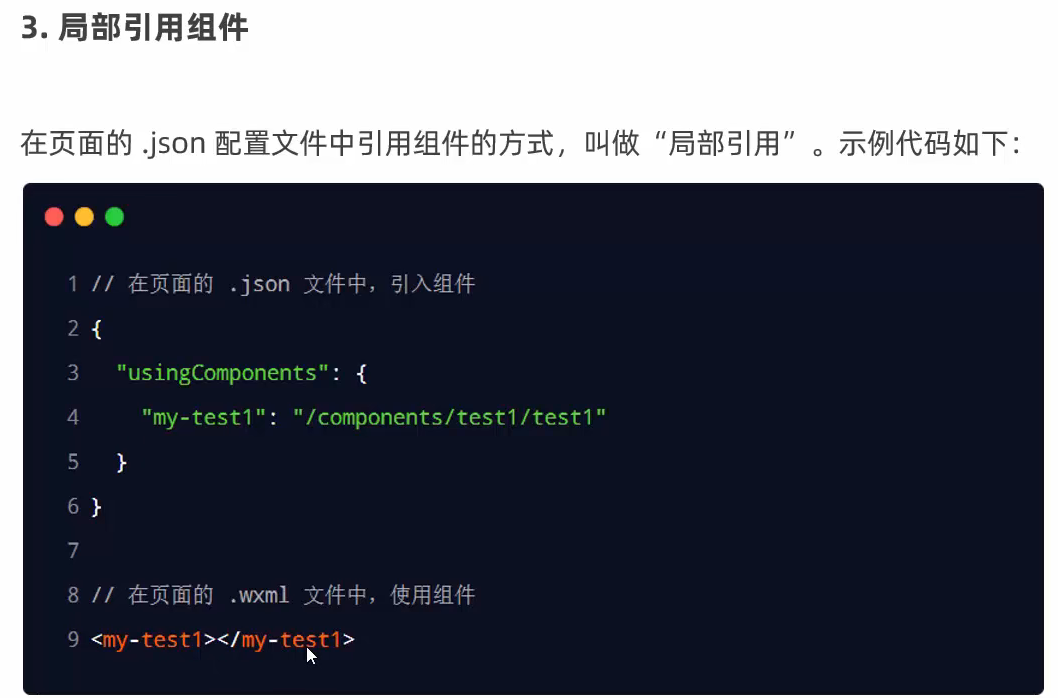 3. 局部引用组件
在页面的 .json 配置文件中引用组件的方式，叫做“局部引用”。示例代码如下：
1 // 在页面的 .json 文件中，引入组件
2 {
3   "usingComponents": {
4     "my-test1": "/components/test1/test1"
5   }
6 }
7
8 // 在页面的 .wxml 文件中，使用组件
9 <my-test1></my-test1>